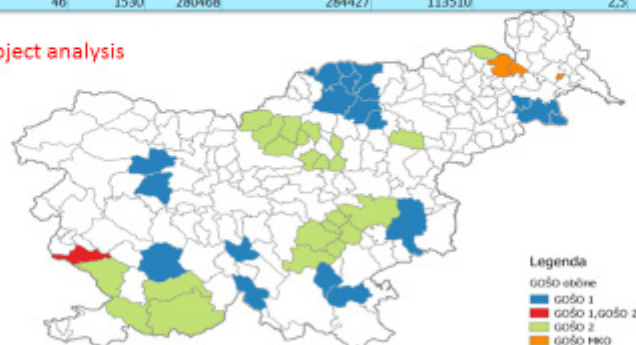 46 1530 280468 284427 113510 2,5
oject analysis
Legenda
GOŠO občine
GOŠO 1
GOŠO 1,GOŠO 2
GOŠO 2
GOŠO MKO